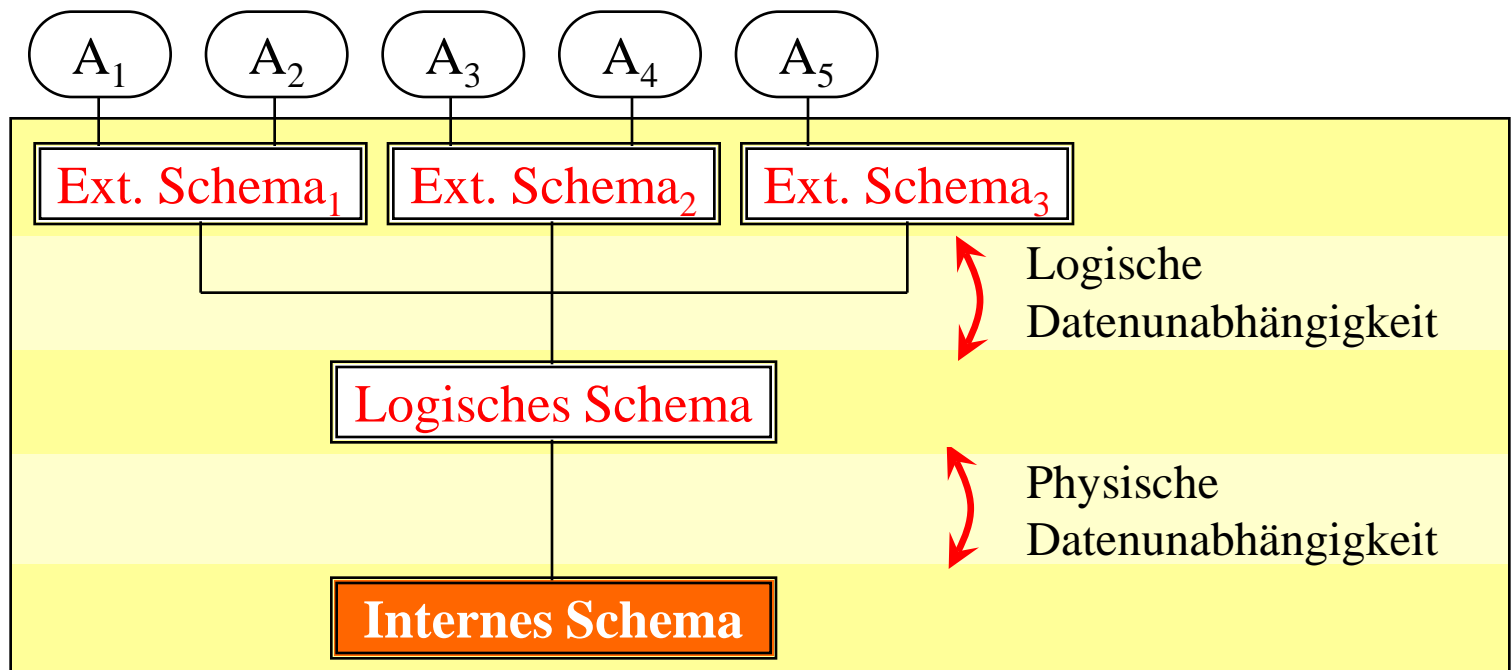 A₁ A₂ A₃ A₄ A₅
Ext. Schema₁ Ext. Schema₂ Ext. Schema₃
Logische
Datenunabhängigkeit
Logisches Schema
Physische
Datenunabhängigkeit
Internes Schema